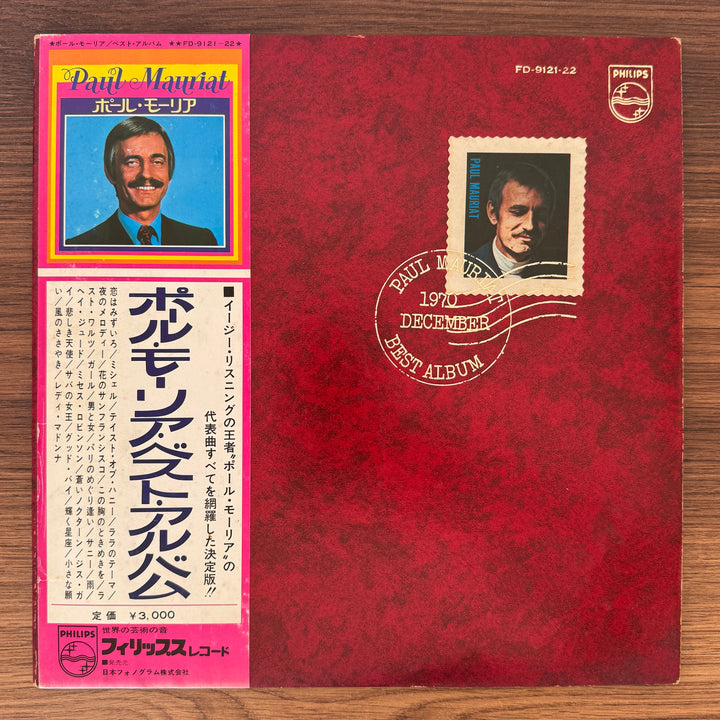 ★ポール・モーリア/ベスト・アルバム ★★FD-9121-22★
Paul Mauriat
ポール・モーリア
ポール・モーリア・ベスト・アルバム
■イージー・リスニングの王者"ポール・モーリア"の
代表曲すべてを網羅した決定版!!
恋はみずいろ/ミシェル/テイスト・オブ・ハニー/ララのテーマ/
夜のメロディー/花のサンフランシスコ/この胸のときめきを/ラ
スト・ワルツ/ガール/男と女/パリのめぐり逢い/サニー/雨/
ヘイ・ジュード/ミセス・ロビンソン/蒼いノクターン/ジス・ガ
イ/悲しき天使/サバの女王/グッド・バイ/輝く星座/小さな願
い/風のささやき/レディ・マドンナ
定価 ¥3,000
PHILIPS
世界の芸術の音
フィリップスレコード
■発売元
日本フォノグラム株式会社
FD-9121-22
PHILIPS
PAUL MAURIAT
PAUL MAURIAT
1970
DECEMBER
BEST ALBUM